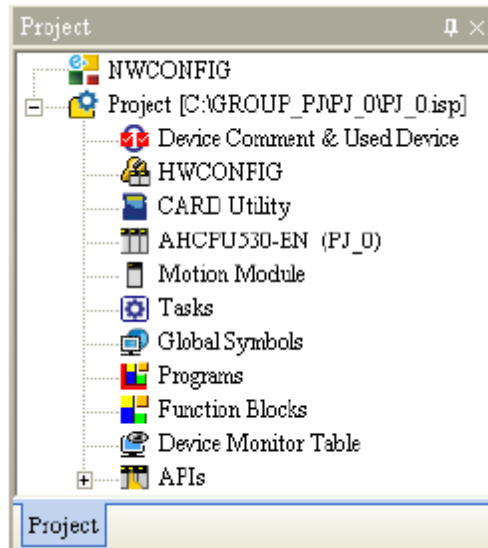 Project
NWCONFIG
Project [C:\GROUP_PJ\PJ_0\PJ_0.isp]
Device Comment & Used Device
HWCONFIG
CARD Utility
AHCPU530-EN (PJ_0)
Motion Module
Tasks
Global Symbols
Programs
Function Blocks
Device Monitor Table
APIs
Project